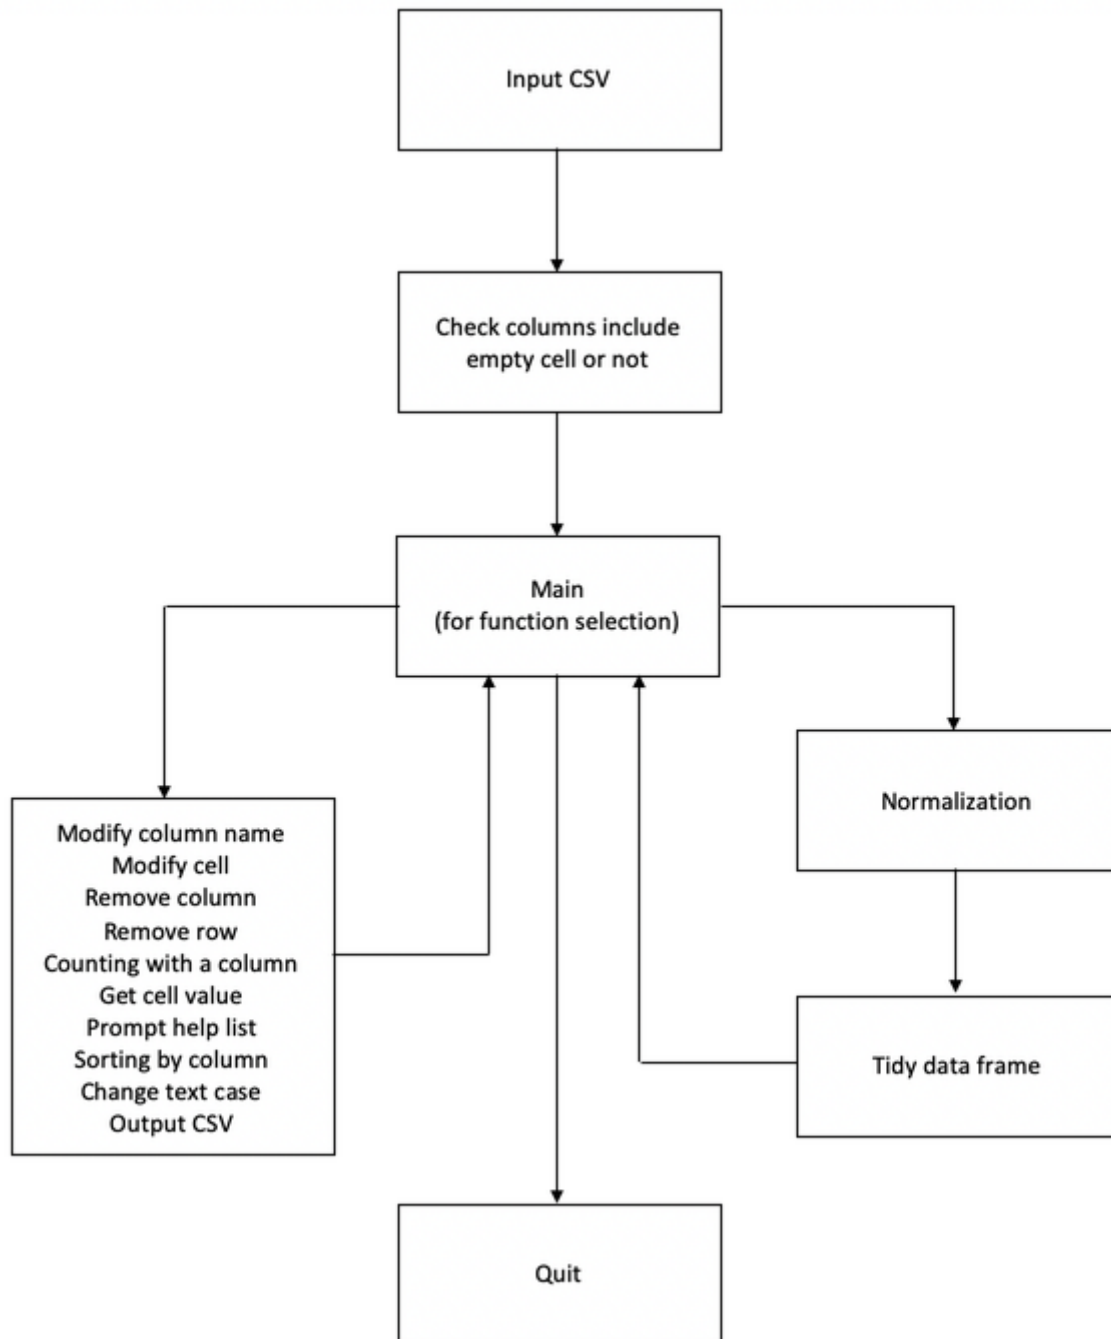 Input CSV
Check columns include
empty cell or not
Main
(for function selection)
Normalization
Modify column name
Modify cell
Remove column
Remove row
Counting with a column
Get cell value
Prompt help list
Sorting by column
Change text case
Output CSV
Tidy data frame
Quit